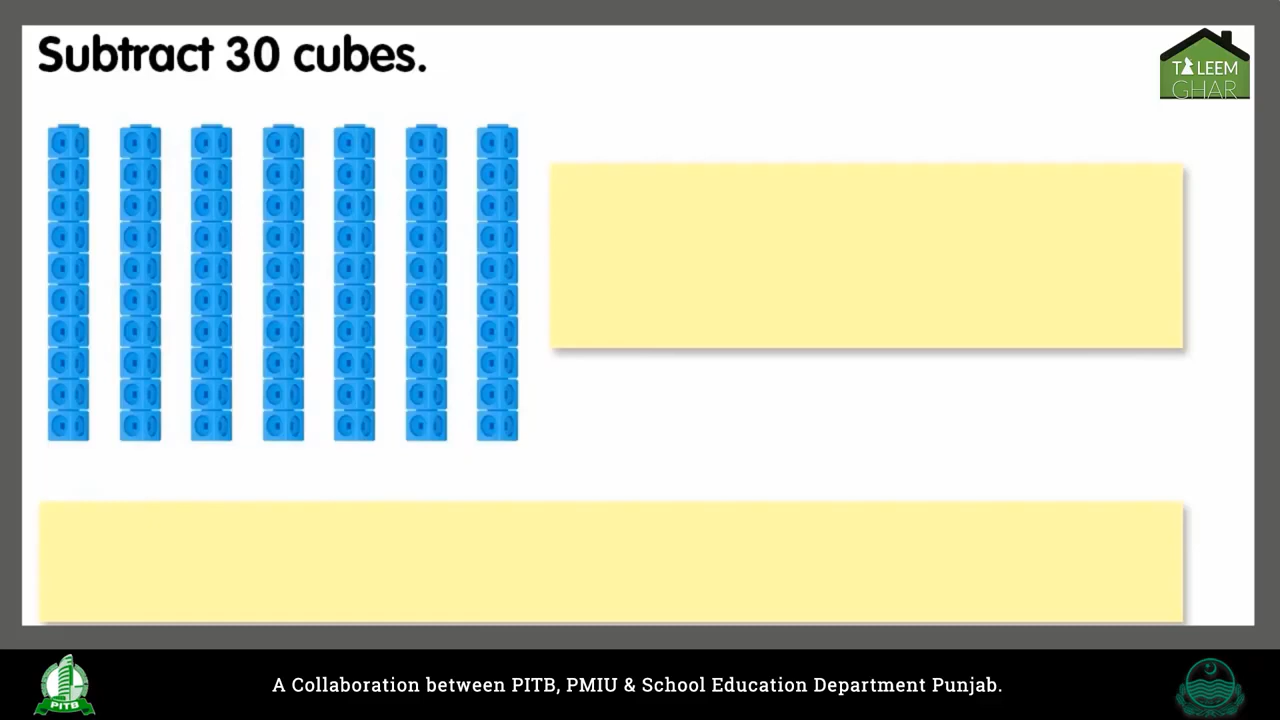 Subtract 30 cubes.
TALEEM
GHAR
A Collaboration between PITB, PMIU & School Education Department Punjab.
PITB